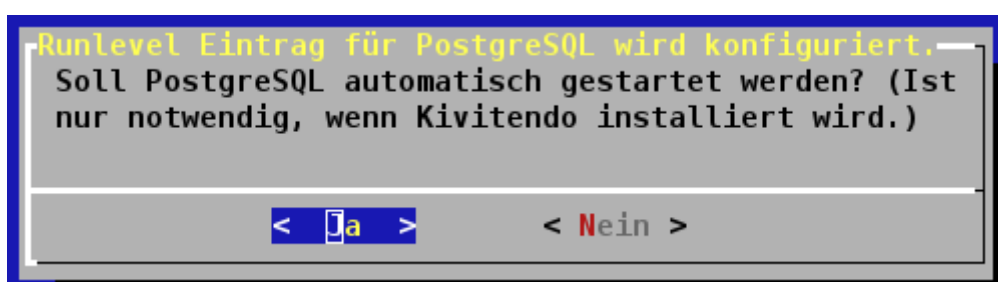 Runlevel Eintrag für PostgreSQL wird konfiguriert.
Soll PostgreSQL automatisch gestartet werden? (Ist
nur notwendig, wenn Kivitendo installiert wird.)
< Ja > < Nein >